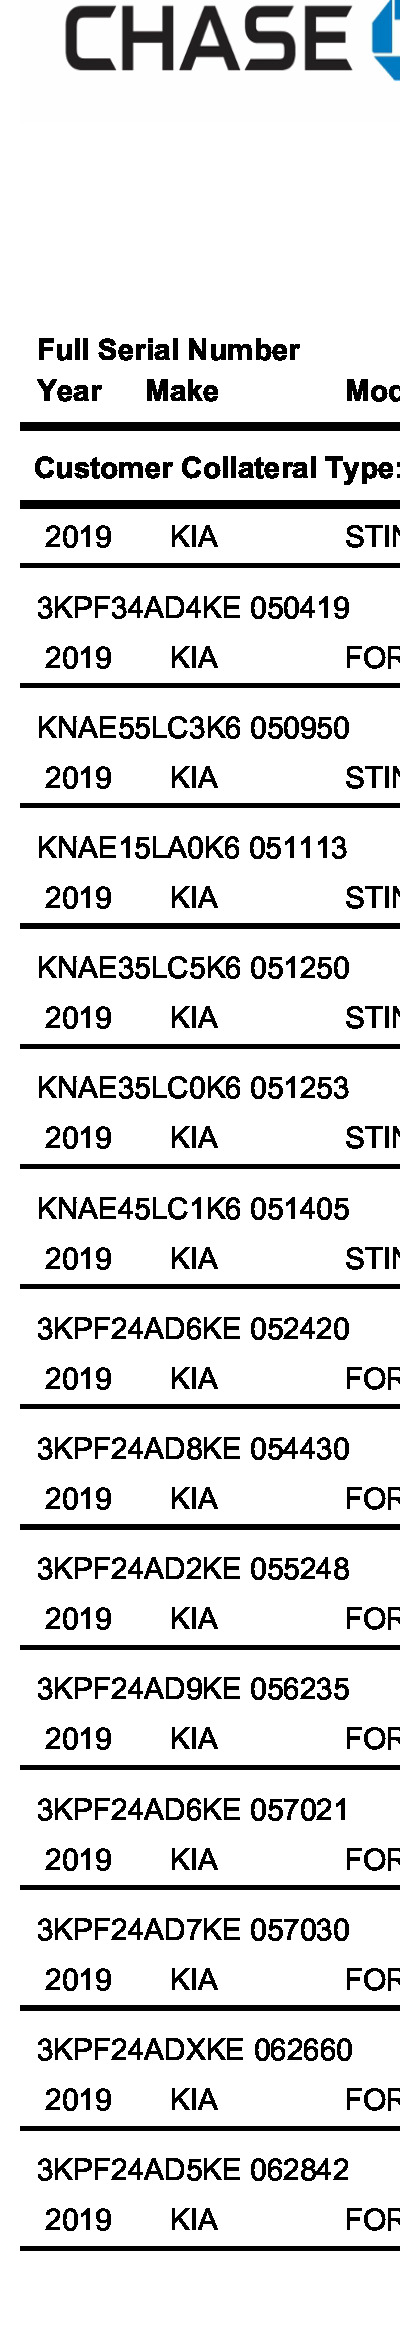 CHASE
Full Serial Number
Year Make Mod
Customer Collateral Type:
2019 KIA STIN
3KPF34AD4KE 050419
2019 KIA FOR
KNAE55LC3K6 050950
2019 KIA STIN
KNAE15LA0K6 051113
2019 KIA STIN
KNAE35LC5K6 051250
2019 KIA STIN
KNAE35LC0K6 051253
2019 KIA STIN
KNAE45LC1K6 051405
2019 KIA STIN
3KPF24AD6KE 052420
2019 KIA FOR
3KPF24AD8KE 054430
2019 KIA FOR
3KPF24AD2KE 055248
2019 KIA FOR
3KPF24AD9KE 056235
2019 KIA FOR
3KPF24AD6KE 057021
2019 KIA FOR
3KPF24AD7KE 057030
2019 KIA FOR
3KPF24ADXKE 062660
2019 KIA FOR
3KPF24AD5KE 062842
2019 KIA FOR